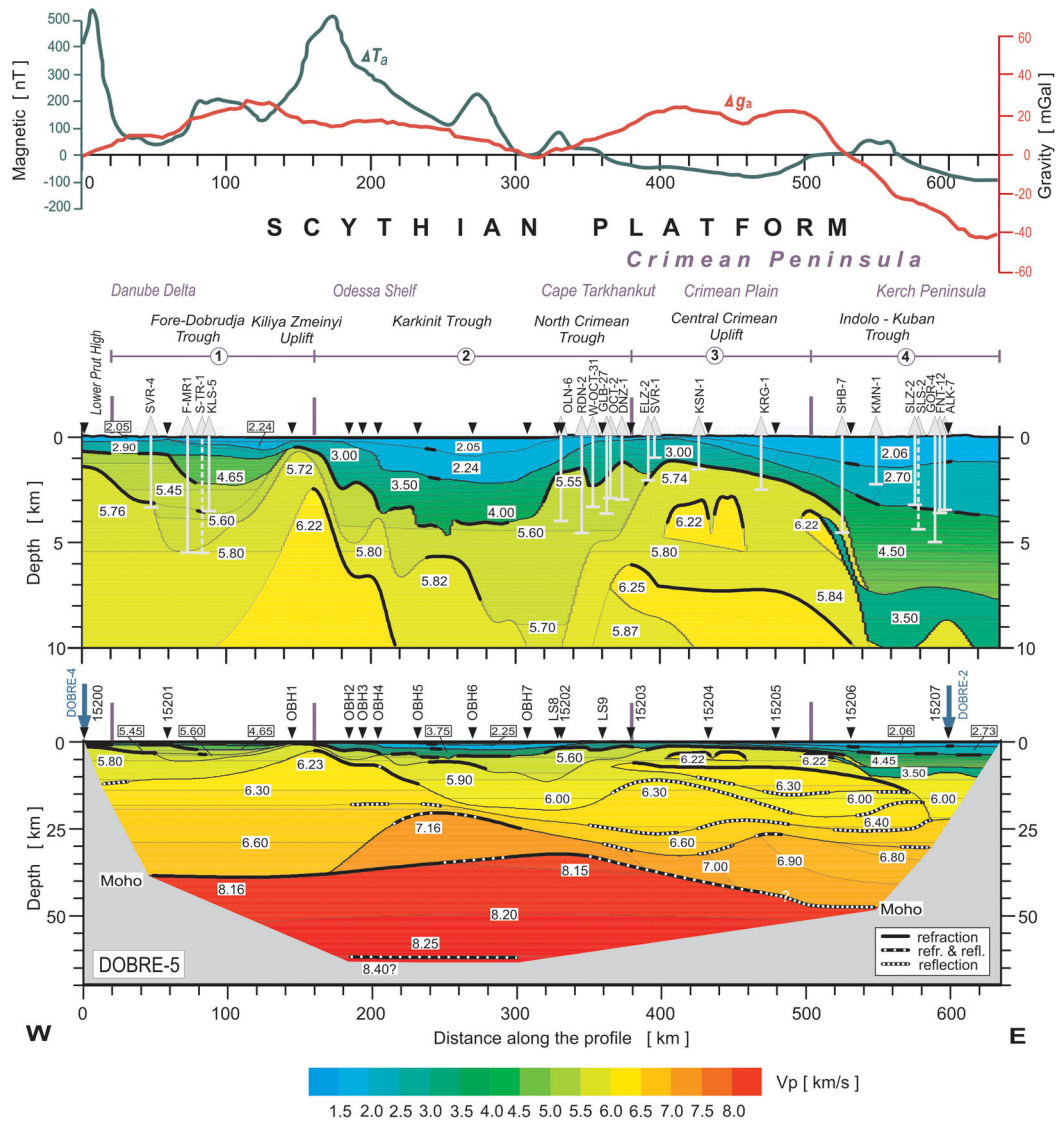 500
400
300
200
100
0
-100
-200
Magnetic [ nT ]
ΔTa
Δga
60
40
20
0
-20
-40
-60
Gravity [ mGal ]
0 100 200 300 400 500 600
SCYTHIAN PLATFORM
Crimean Peninsula
Danube Delta Odessa Shelf Cape Tarkhankut Crimean Plain Kerch Peninsula
Lower Prut High
Fore-Dobrudja Trough
Kiliya Zmeinyi Uplift
Karkinit Trough
North Crimean Trough
Central Crimean Uplift
Indolo - Kuban Trough
1 2 3 4
SVR-4 F-MR1 S-TR-1 KLS-5 OLN-6 RDN-2 W-OCT-31 GLB-27 OCT-2 DNZ-1 ELZ-2 SVR-1 KSN-1 KRG-1 SHB-7 KMN-1 SLZ-2 SLS-2 GOR-4 FNT-12 ALK-7
Depth [ km ]
0
5
10
0
5
10
2.05 2.24
2.90 3.00 2.05 3.00 2.06
4.65 5.72 2.24 5.55 5.74 2.70
5.45 3.50
5.76 5.60 6.22 4.00 5.60 6.22 6.22 4.50
5.80 5.80 5.80
5.82 6.25 5.84 3.50
5.70 5.87
DOBRE-4
15200 15201 OBH1 OBH2 OBH3 OBH4 OBH5 OBH6 OBH7 LS8 15202 LS9 15203 15204 15205 15206 15207
DOBRE-2
Depth [km]
0
25
50
0
25
50
5.45 5.60 4.65 3.75 2.25 2.06 2.73
5.80 6.23 5.60 6.22 6.22 4.45
5.90 3.50
6.30 6.00 6.30 6.30 6.00 6.00
7.16 6.40
6.60 6.60 6.80
7.00 6.90
8.16 8.15
8.20
8.25
8.40?
?
Moho
Moho
DOBRE-5
refraction
refr. & refl.
reflection
0 100 200 300 400 500 600
W
Distance along the profile [ km ]
E
Vp [ km/s ]
1.5 2.0 2.5 3.0 3.5 4.0 4.5 5.0 5.5 6.0 6.5 7.0 7.5 8.0